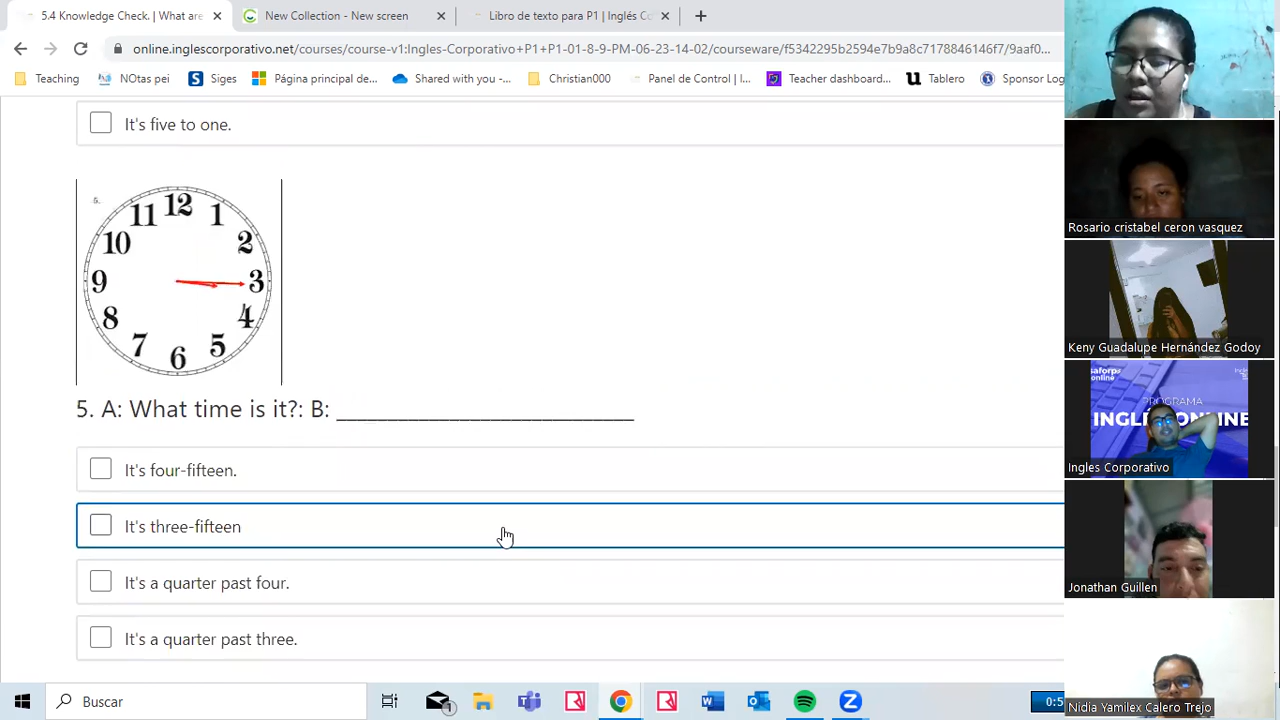 5.4 Knowledge Check. | What are
New Collection - New screen
Libro de texto para P1 | Inglés Co
online.inglescorporativo.net/courses/course-v1:Ingles-Corporativo+P1+P1-01-8-9-PM-06-23-14-02/courseware/f5342295b2594e7b9a8c7178846146f7/9aaf0...
Teaching
NOtas pei
Siges
Página principal de...
Shared with you -...
Christian000
Panel de Control | I...
Teacher dashboard...
Tablero
Sponsor Log
It's five to one.
5.
12
11
1
10
2
9
3
8
4
7
5
6
5. A: What time is it?: B: ____________________________
It's four-fifteen.
It's three-fifteen
It's a quarter past four.
It's a quarter past three.
Rosario cristabel ceron vasquez
Keny Guadalupe Hernández Godoy
PROGRAMA
Ingles Corporativo
Jonathan Guillen
Nidia Yamilex Calero Trejo
Buscar
1